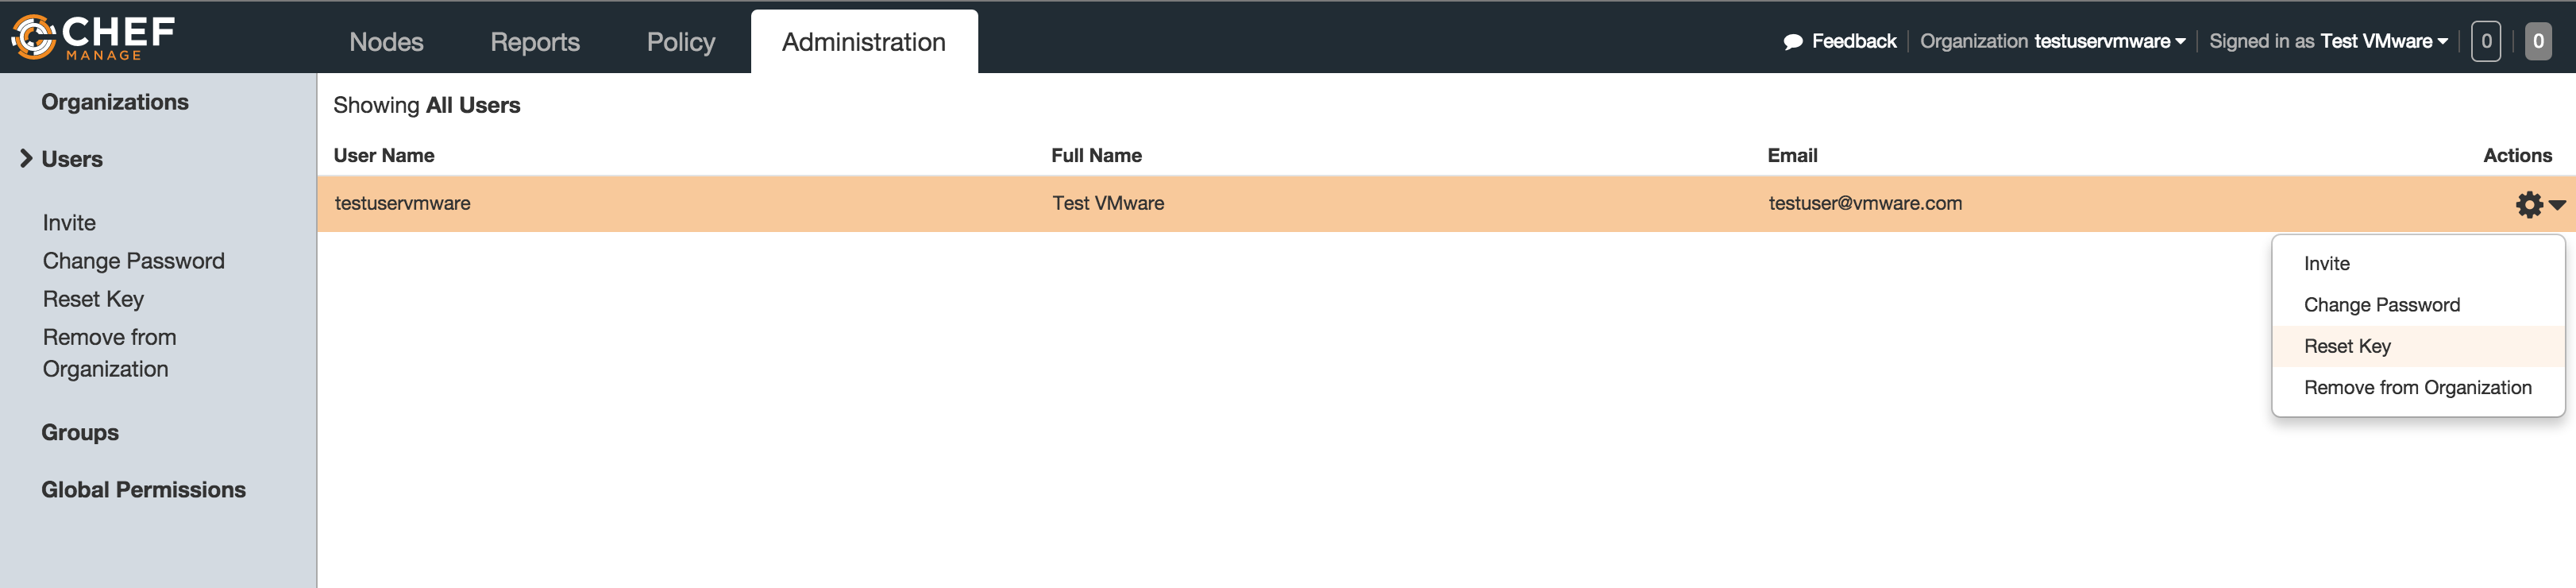 CHEF
MANAGE
Nodes Reports Policy Administration Feedback Organization testuservmware Signed in as Test VMware 0 0
Organizations
Users
Invite
Change Password
Reset Key
Remove from
Organization
Groups
Global Permissions
Showing All Users
User Name Full Name Email Actions
testuservmware Test VMware testuser@vmware.com
Invite
Change Password
Reset Key
Remove from Organization